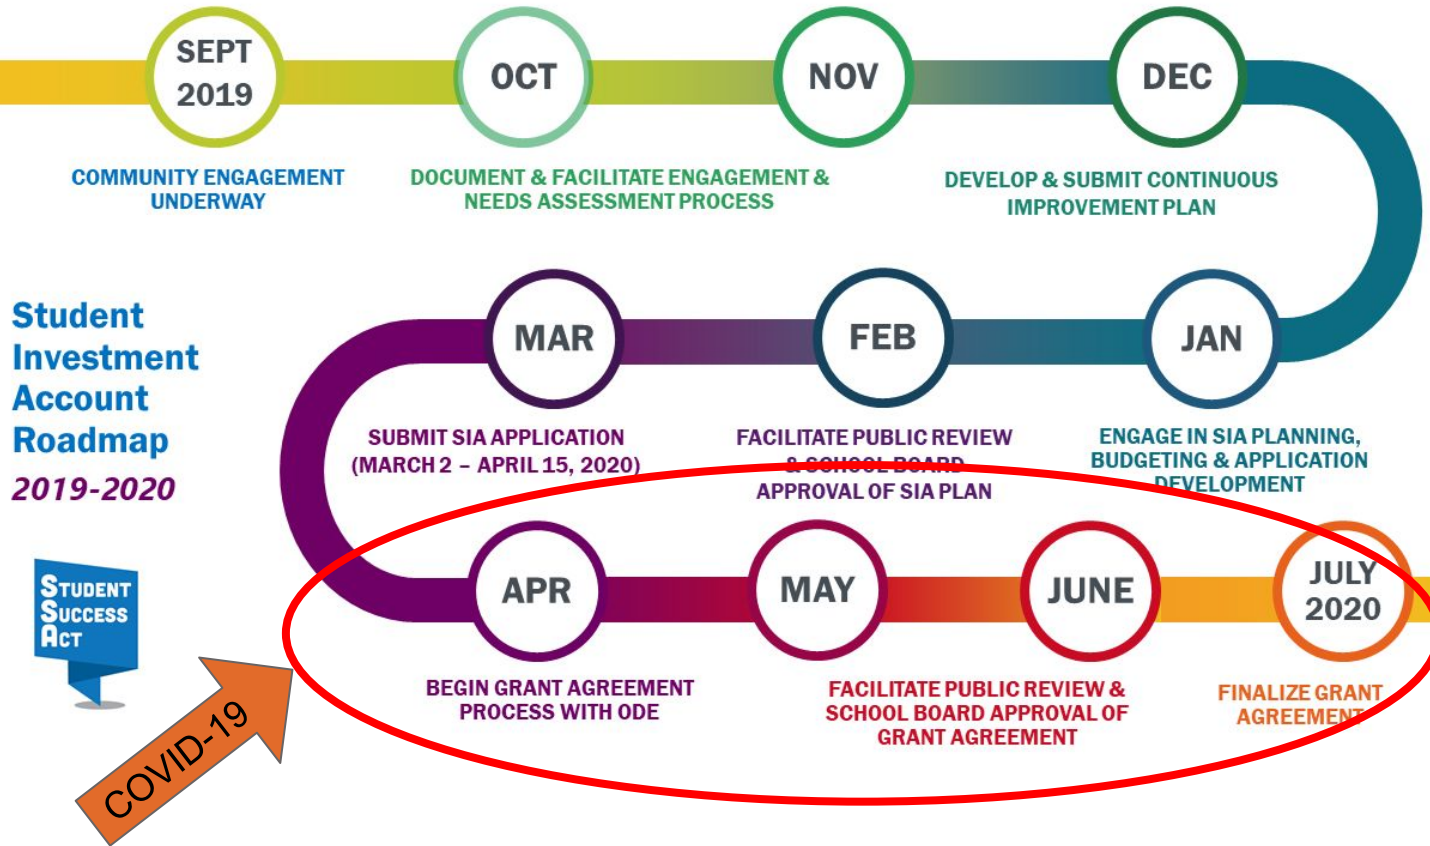 SEPT
2019
OCT
NOV
DEC
COMMUNITY ENGAGEMENT
UNDERWAY
DOCUMENT & FACILITATE ENGAGEMENT &
NEEDS ASSESSMENT PROCESS
DEVELOP & SUBMIT CONTINUOUS
IMPROVEMENT PLAN
Student
Investment
Account
Roadmap
2019-2020
MAR
FEB
JAN
SUBMIT SIA APPLICATION
(MARCH 2 – APRIL 15, 2020)
FACILITATE PUBLIC REVIEW
& SCHOOL BOARD
APPROVAL OF SIA PLAN
ENGAGE IN SIA PLANNING,
BUDGETING & APPLICATION
DEVELOPMENT
STUDENT
SUCCESS
ACT
APR
MAY
JUNE
JULY
2020
BEGIN GRANT AGREEMENT
PROCESS WITH ODE
FACILITATE PUBLIC REVIEW &
SCHOOL BOARD APPROVAL OF
GRANT AGREEMENT
FINALIZE GRANT
AGREEMENT
COVID-19